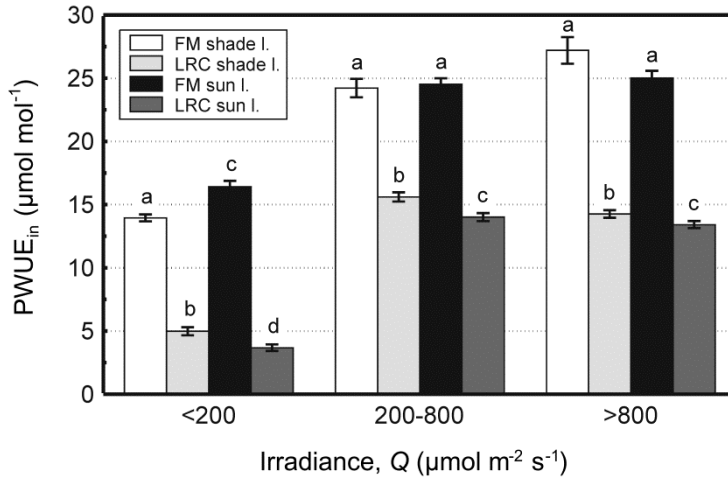 30
25
20
15
10
5
0
PWUEin (µmol mol⁻¹)
FM shade l.
LRC shade l.
FM sun l.
LRC sun l.
a
b
c
d
a
b
a
c
a
b
a
c
<200
200-800
>800
Irradiance, Q (µmol m⁻² s⁻¹)